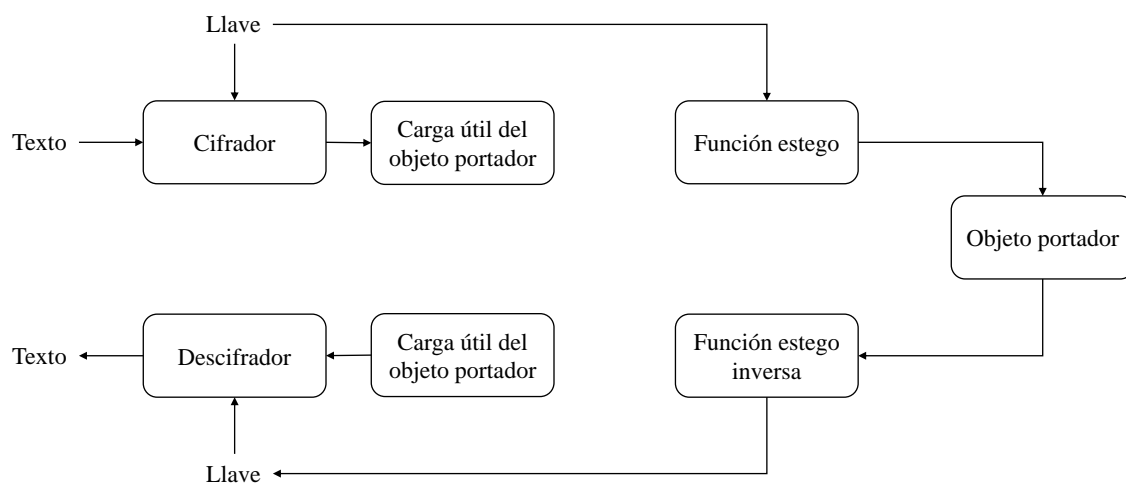 Llave
Texto
Cifrador
Carga útil del
objeto portador
Función estego
Objeto portador
Texto
Descifrador
Carga útil del
objeto portador
Función estego
inversa
Llave